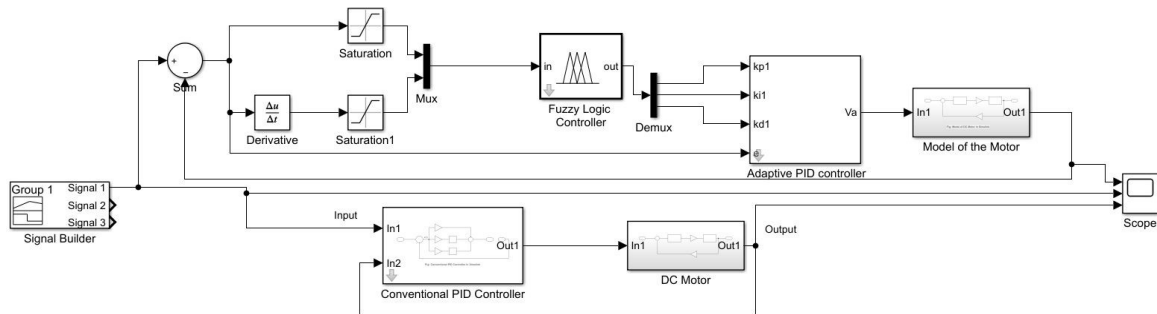 Saturation
+
−
Sum
Mux
Δu
Δt
Derivative
Saturation1
in
out
Fuzzy Logic
Controller
Demux
kp1
ki1
kd1
e
Va
Adaptive PID controller
In1
Out1
Model of the Motor
Group 1
Signal 1
Signal 2
Signal 3
Signal Builder
Input
In1
In2
Out1
Conventional PID Controller
In1
Out1
DC Motor
Output
Scope